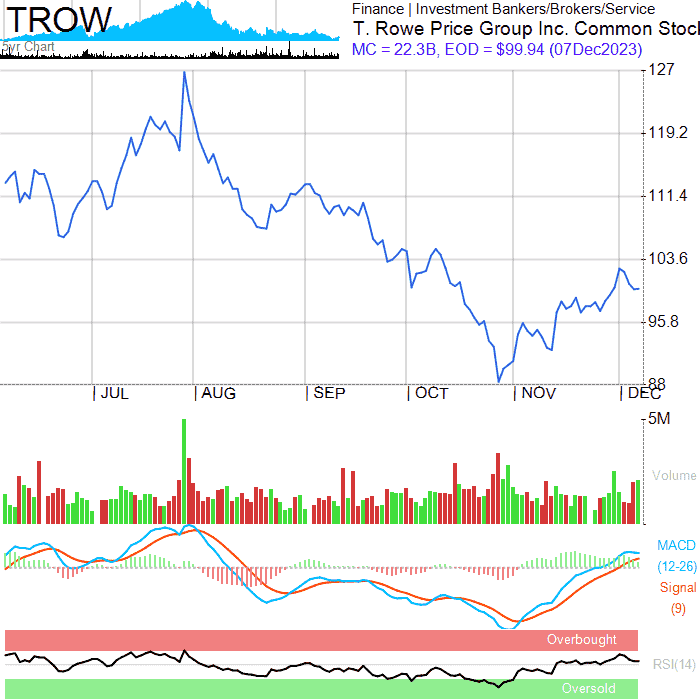 TROW
5yr Chart
Finance | Investment Bankers/Brokers/Service
T. Rowe Price Group Inc. Common Stoc
MC = 22.3B, EOD = $99.94 (07Dec2023)
127
119.2
111.4
103.6
95.8
88
JUL AUG SEP OCT NOV DEC
5M
Volume
MACD
(12-26)
Signal
(9)
Overbought
RSI(14)
Oversold